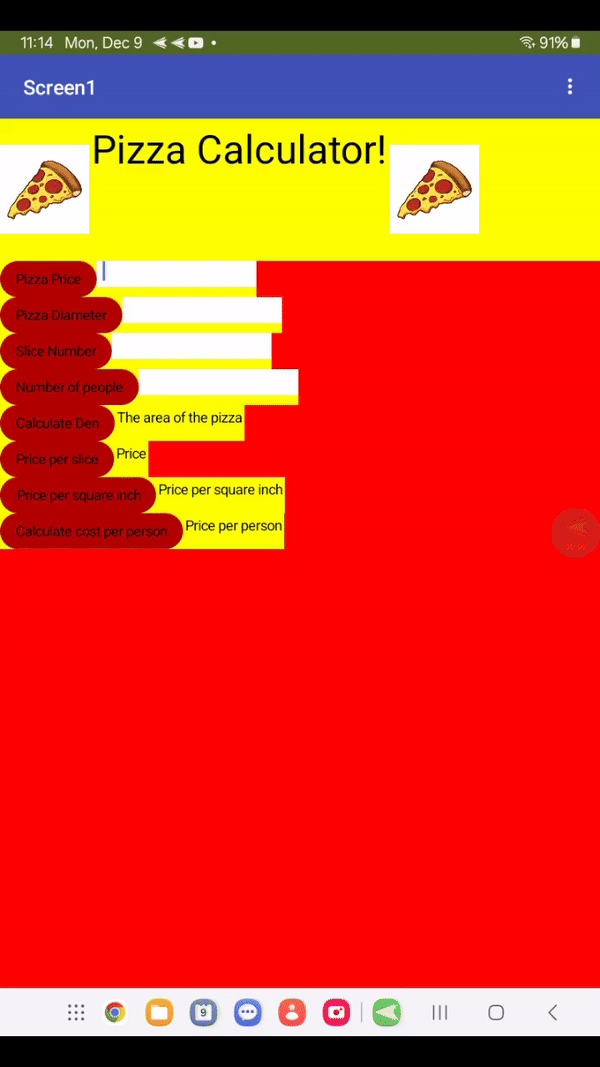 11:14 Mon, Dec 9 91%
Screen1
Pizza Calculator!
Pizza Price
Pizza Diameter
Slice Number
Number of people
Calculate Den The area of the pizza
Price per slice Price
Price per square inch Price per square inch
Calculate cost per person Price per person
9